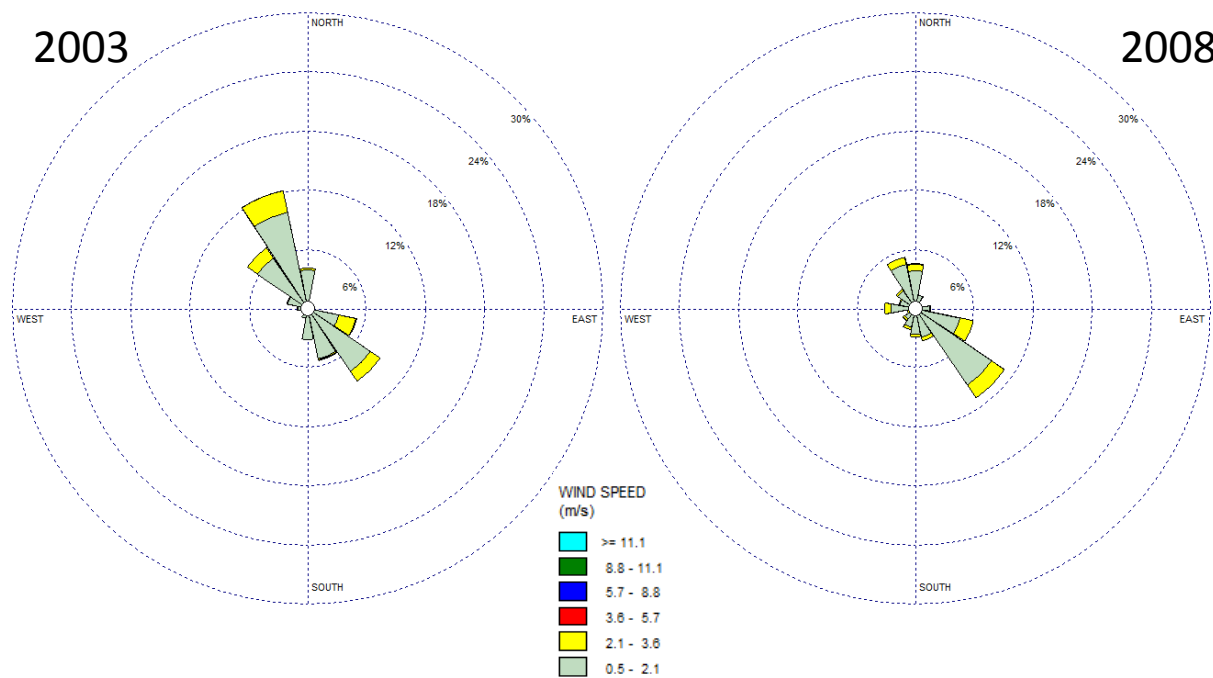 2003
2008
NORTH
30%
24%
18%
12%
6%
WEST
EAST
SOUTH
NORTH
30%
24%
18%
12%
6%
WEST
EAST
SOUTH
WIND SPEED
(m/s)
>= 11.1
8.8 - 11.1
5.7 - 8.8
3.6 - 5.7
2.1 - 3.6
0.5 - 2.1